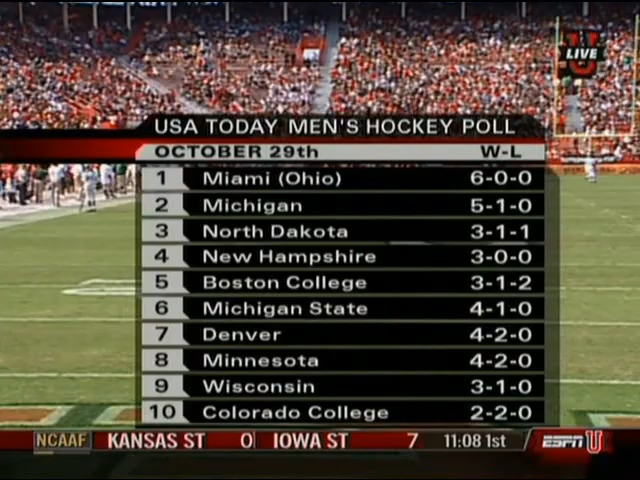 U
LIVE
USA TODAY MEN'S HOCKEY POLL
OCTOBER 29th W-L
1 Miami (Ohio) 6-0-0
2 Michigan 5-1-0
3 North Dakota 3-1-1
4 New Hampshire 3-0-0
5 Boston College 3-1-2
6 Michigan State 4-1-0
7 Denver 4-2-0
8 Minnesota 4-2-0
9 Wisconsin 3-1-0
10 Colorado College 2-2-0
NCAAF KANSAS ST 0 IOWA ST 7 11:08 1st ESPN U